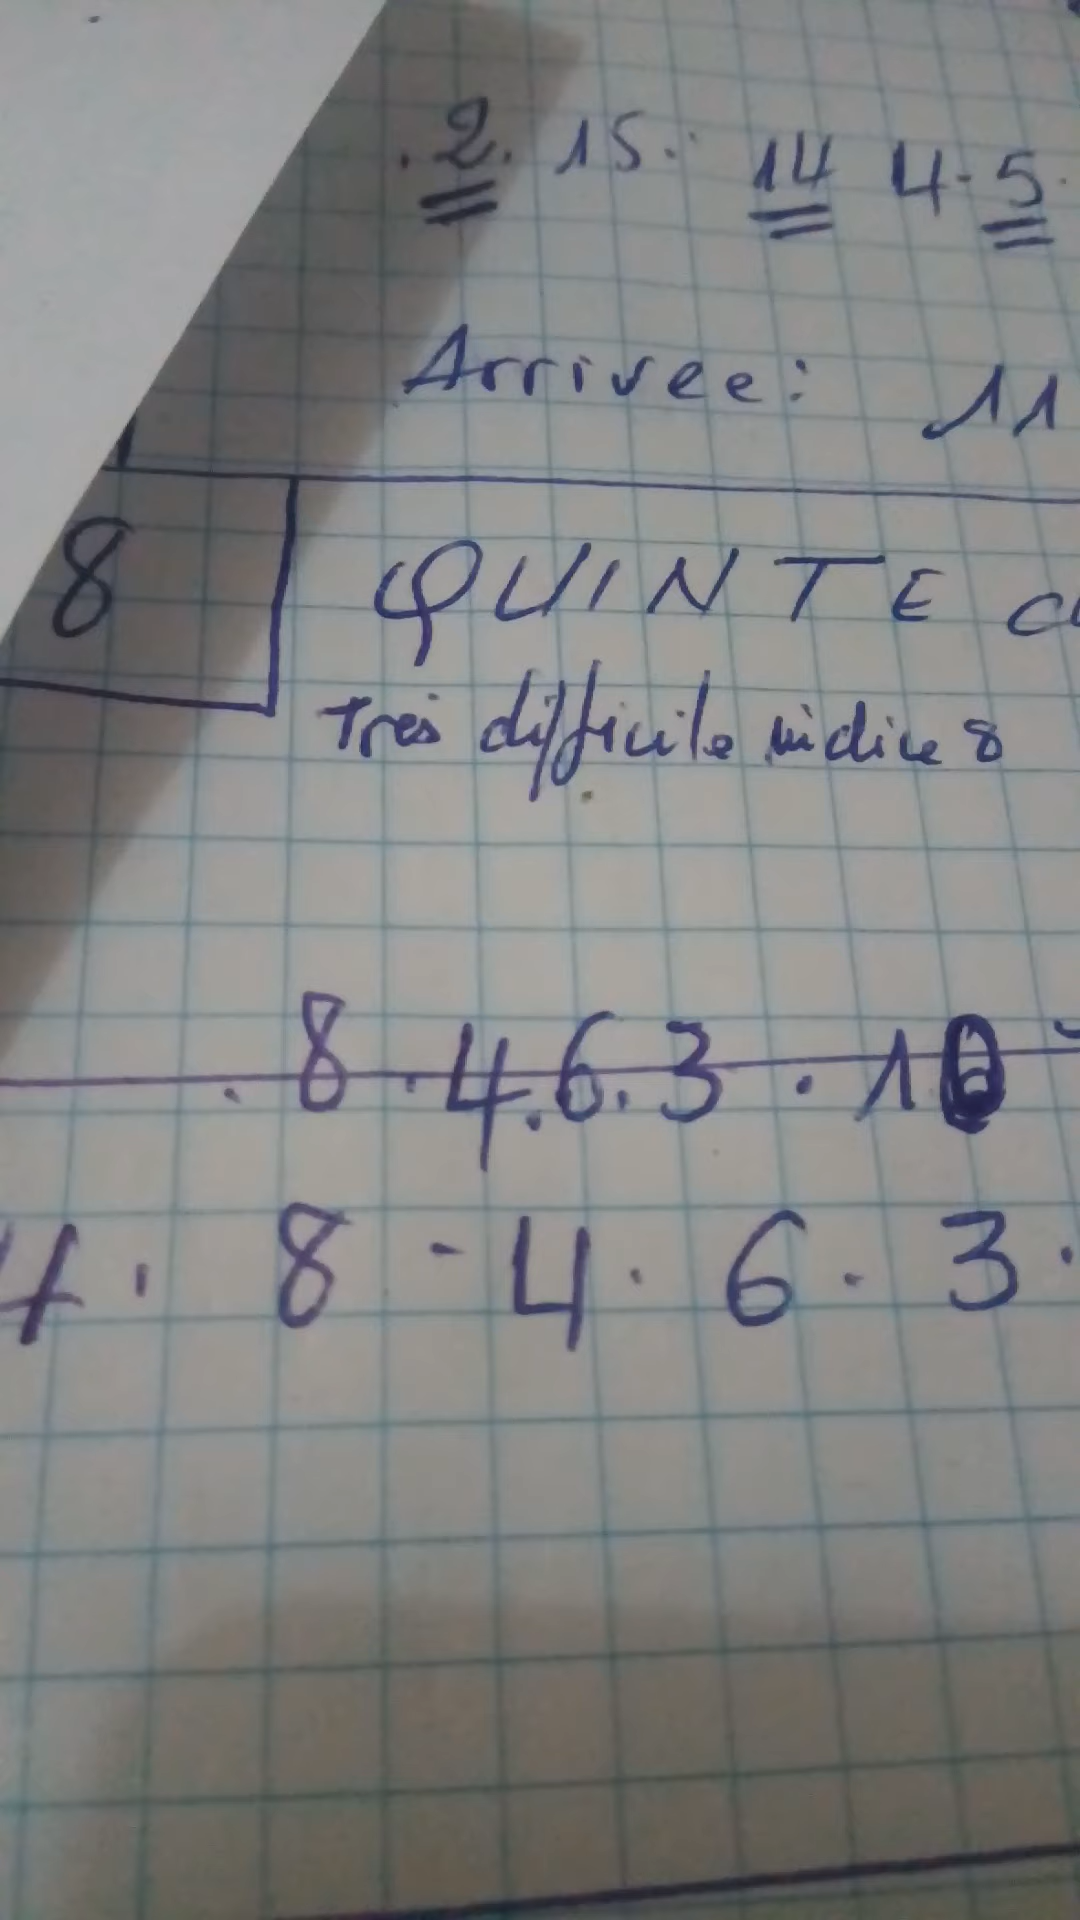 . 2 . 15 . 14 4 . 5 .
Arrivee : 11
8 QUINTE
Très difficile indice 8
. 8 . 4 . 6 . 3 . 10
4 . 8 - 4 . 6 . 3 .